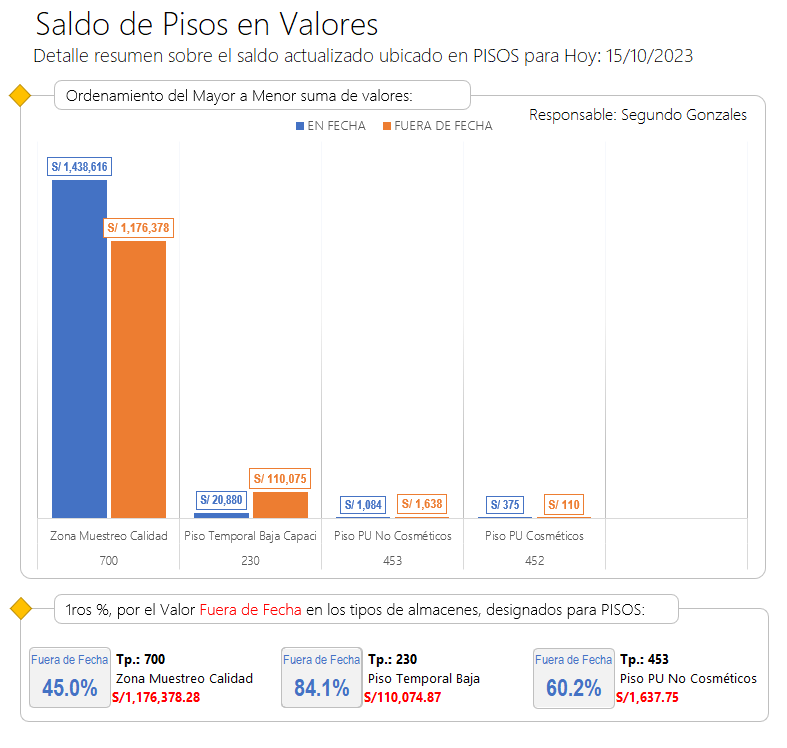 Saldo de Pisos en Valores
Detalle resumen sobre el saldo actualizado ubicado en PISOS para Hoy: 15/10/2023
Ordenamiento del Mayor a Menor suma de valores:
Responsable: Segundo Gonzales
EN FECHA FUERA DE FECHA
S/ 1,438,616
S/ 1,176,378
S/ 20,880
S/ 110,075
S/ 1,084
S/ 1,638
S/ 375
S/ 110
Zona Muestreo Calidad
700
Piso Temporal Baja Capaci
230
Piso PU No Cosméticos
453
Piso PU Cosméticos
452
1ros %, por el Valor Fuera de Fecha en los tipos de almacenes, designados para PISOS:
Fuera de Fecha
45.0%
Tp.: 700
Zona Muestreo Calidad
S/1,176,378.28
Fuera de Fecha
84.1%
Tp.: 230
Piso Temporal Baja
S/110,074.87
Fuera de Fecha
60.2%
Tp.: 453
Piso PU No Cosméticos
S/1,637.75